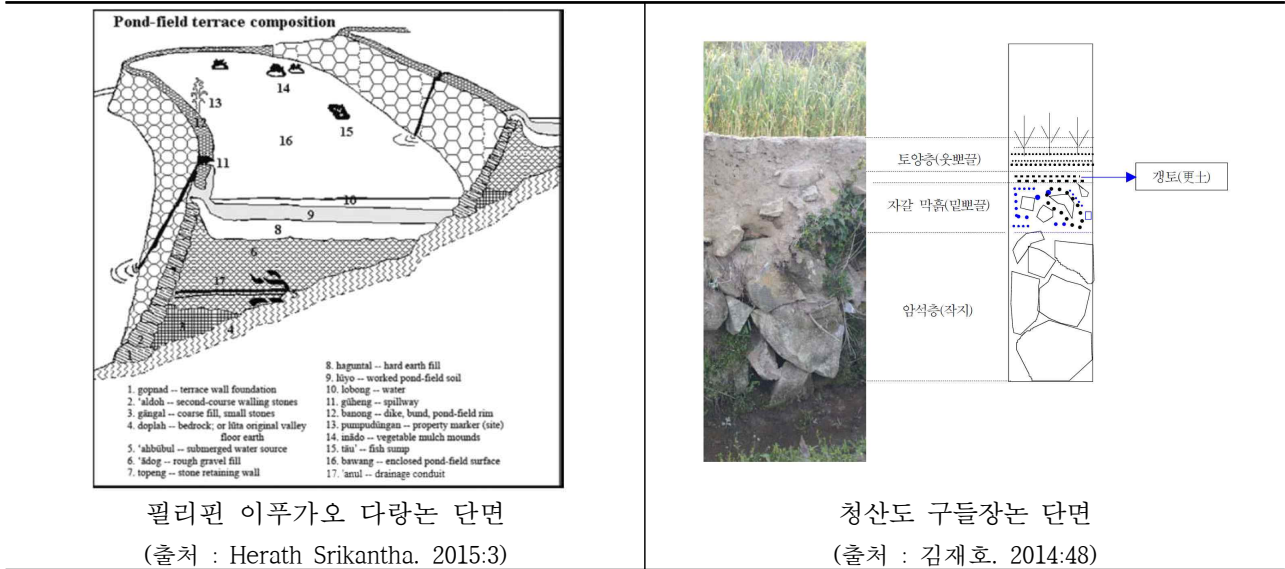 Pond-field terrace composition
13
14
12
15
16
11
10
9
8
6
17
3
4
1
1. gopnad -- terrace wall foundation
2. 'aldoh -- second-course walling stones
3. gāngal -- coarse fill, small stones
4. doplah -- bedrock; or lūta original valley
floor earth
5. 'ahbūbul -- submerged water source
6. 'ādog -- rough gravel fill
7. topeng -- stone retaining wall
8. haguntal -- hard earth fill
9. lūyo -- worked pond-field soil
10. lobong -- water
11. gūheng -- spillway
12. banong -- dike, bund, pond-field rim
13. pumpudūngan -- property marker (site)
14. inādo -- vegetable mulch mounds
15. tāu' -- fish sump
16. bawang -- enclosed pond-field surface
17. 'anul -- drainage conduit
필리핀 이푸가오 다랑논 단면
(출처 : Herath Srikantha. 2015:3)
토양층(웃뽀끌)
갱토(更土)
자갈 막흙(밑뽀끌)
암석층(작지)
청산도 구들장논 단면
(출처 : 김재호. 2014:48)